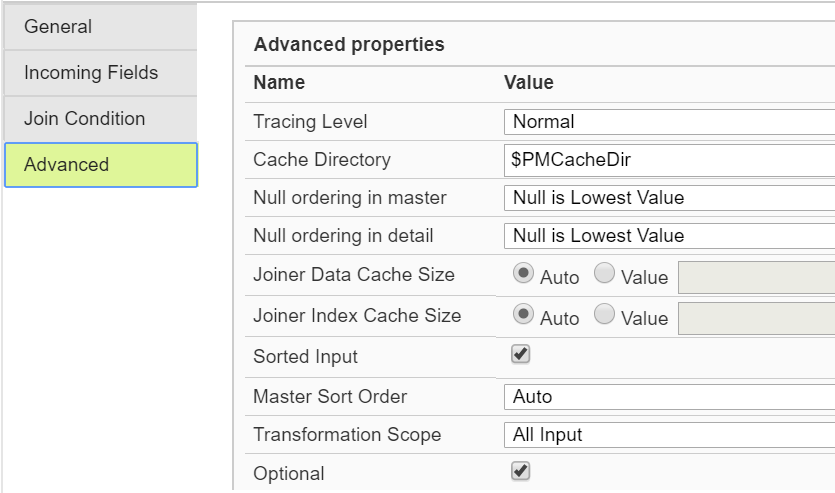 General
Incoming Fields
Join Condition
Advanced
Advanced properties
Name Value
Tracing Level Normal
Cache Directory $PMCacheDir
Null ordering in master Null is Lowest Value
Null ordering in detail Null is Lowest Value
Joiner Data Cache Size Auto Value
Joiner Index Cache Size Auto Value
Sorted Input
Master Sort Order Auto
Transformation Scope All Input
Optional